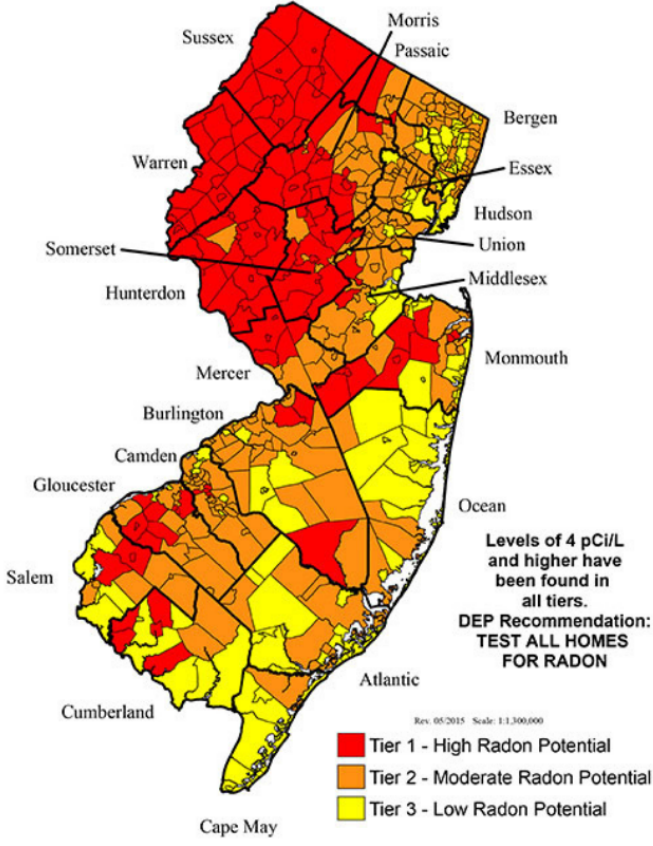 Morris
Sussex
Passaic
Bergen
Warren
Essex
Hudson
Somerset
Union
Hunterdon
Middlesex
Mercer
Monmouth
Burlington
Camden
Gloucester
Ocean
Levels of 4 pCi/L
and higher have
been found in
all tiers.
DEP Recommendation:
TEST ALL HOMES
FOR RADON
Salem
Atlantic
Cumberland
Rev. 05/2015 Scale: 1:1,300,000
Tier 1 - High Radon Potential
Tier 2 - Moderate Radon Potential
Tier 3 - Low Radon Potential
Cape May